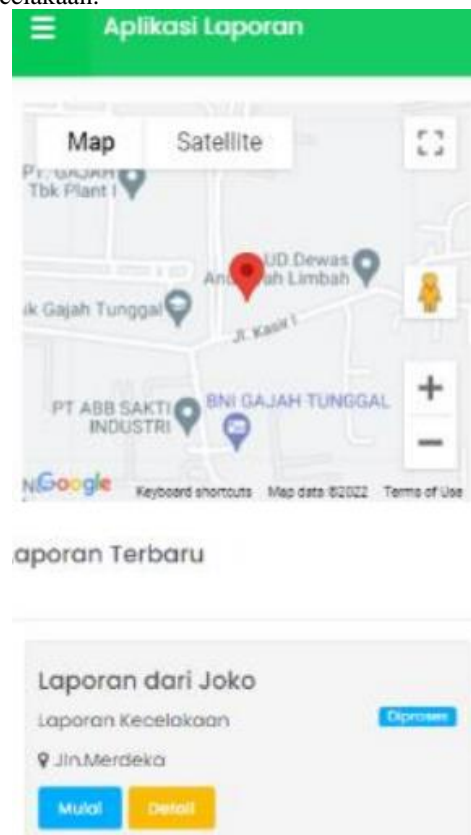 celakaan.
Aplikasi Laporan
Map Satellite
PT. GAJAH
Tbk Plant I
UD.Dewas
ah Limbah
k Gajah Tunggal
Jl. Kasir I
PT ABB SAKTI
INDUSTRI
BNI GAJAH TUNGGAL
Google Keyboard shortcuts Map data ©2022 Terms of Use
aporan Terbaru
Laporan dari Joko
Laporan Kecelakaan
Diproses
Jln.Merdeka
Mulai Detail